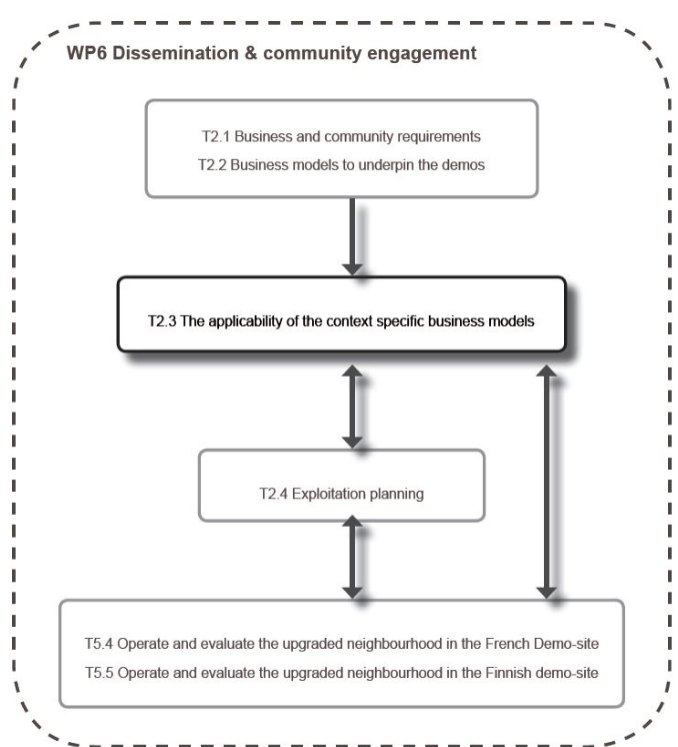 WP6 Dissemination & community engagement
T2.1 Business and community requirements
T2.2 Business models to underpin the demos
T2.3 The applicability of the context specific business models
T2.4 Exploitation planning
T5.4 Operate and evaluate the upgraded neighbourhood in the French Demo-site
T5.5 Operate and evaluate the upgraded neighbourhood in the Finnish demo-site